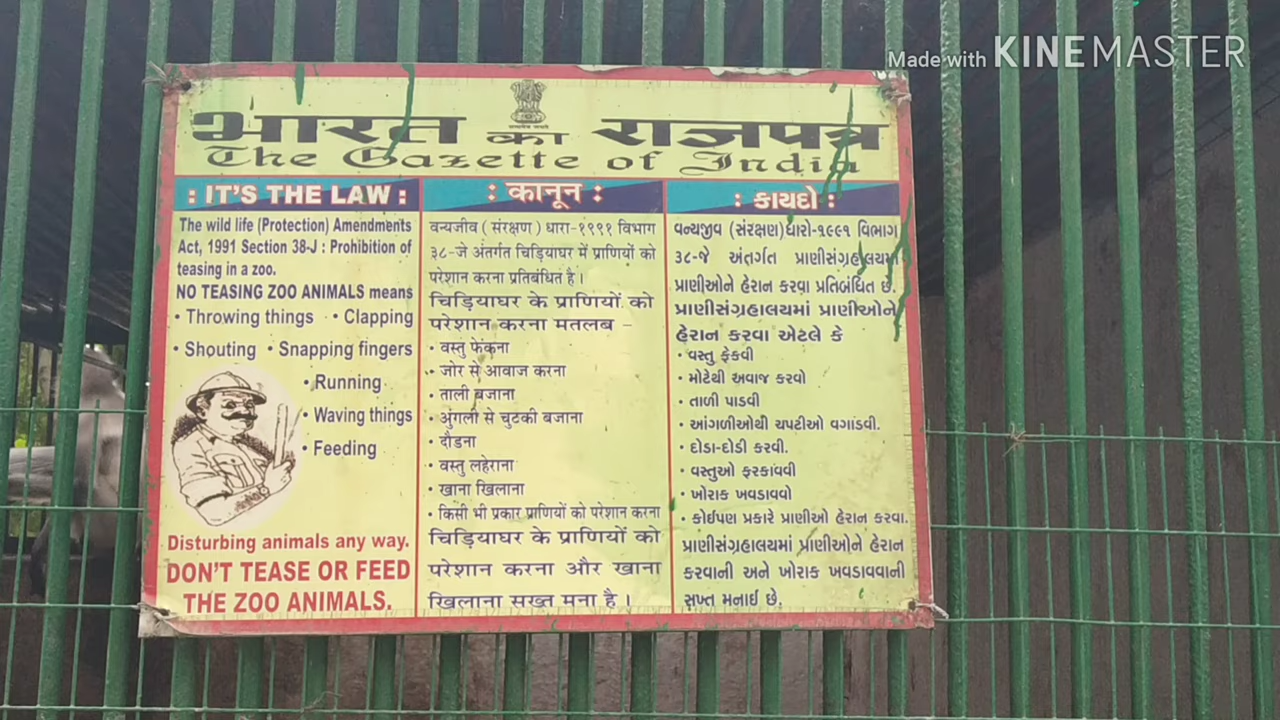 Made with KINEMASTER
भारत का राजपत्र
The Gazette of India
: IT'S THE LAW :
The wild life (Protection) Amendments
Act, 1991 Section 38-J : Prohibition of
teasing in a zoo.
NO TEASING ZOO ANIMALS means
• Throwing things • Clapping
• Shouting • Snapping fingers
• Running
• Waving things
• Feeding
Disturbing animals any way.
DON'T TEASE OR FEED
THE ZOO ANIMALS.
: कानून :
वन्यजीव (संरक्षण) धारा-१९९१ विभाग
३८-जे अंतर्गत चिड़ियाघर में प्राणियों को
परेशान करना प्रतिबंधित है।
चिड़ियाघर के प्राणियों को
परेशान करना मतलब -
• वस्तु फेंकना
• जोर से आवाज करना
• ताली बजाना
• अंगुली से चुटकी बजाना
• दौडना
• वस्तु लहेराना
• खाना खिलाना
• किसी भी प्रकार प्राणियों को परेशान करना
चिड़ियाघर के प्राणियों को
परेशान करना और खाना
खिलाना सख्त मना है।
: કાયદો :
વન્યજીવ (સંરક્ષણ)ધારો-૧૯૯૧ વિભાગ
૩૮-જે અંતર્ગત પ્રાણીસંગ્રહાલયમાં
પ્રાણીઓને હેરાન કરવા પ્રતિબંધિત છે.
પ્રાણીસંગ્રહાલયમાં પ્રાણીઓને
હેરાન કરવા એટલે કે
• વસ્તુ ફેંકવી
• મોટેથી અવાજ કરવો
• તાળી પાડવી
• આંગળીઓથી ચપટીઓ વગાંડવી.
• દોડા-દોડી કરવી.
• વસ્તુઓ ફરકાવવી
• ખોરાક ખવડાવવો
• કોઈપણ પ્રકારે પ્રાણીઓ હેરાન કરવા.
પ્રાણીસંગ્રહાલયમાં પ્રાણીઓને હેરાન
કરવાની અને ખોરાક ખવડાવવાની
સખ્ત મનાઈ છે.